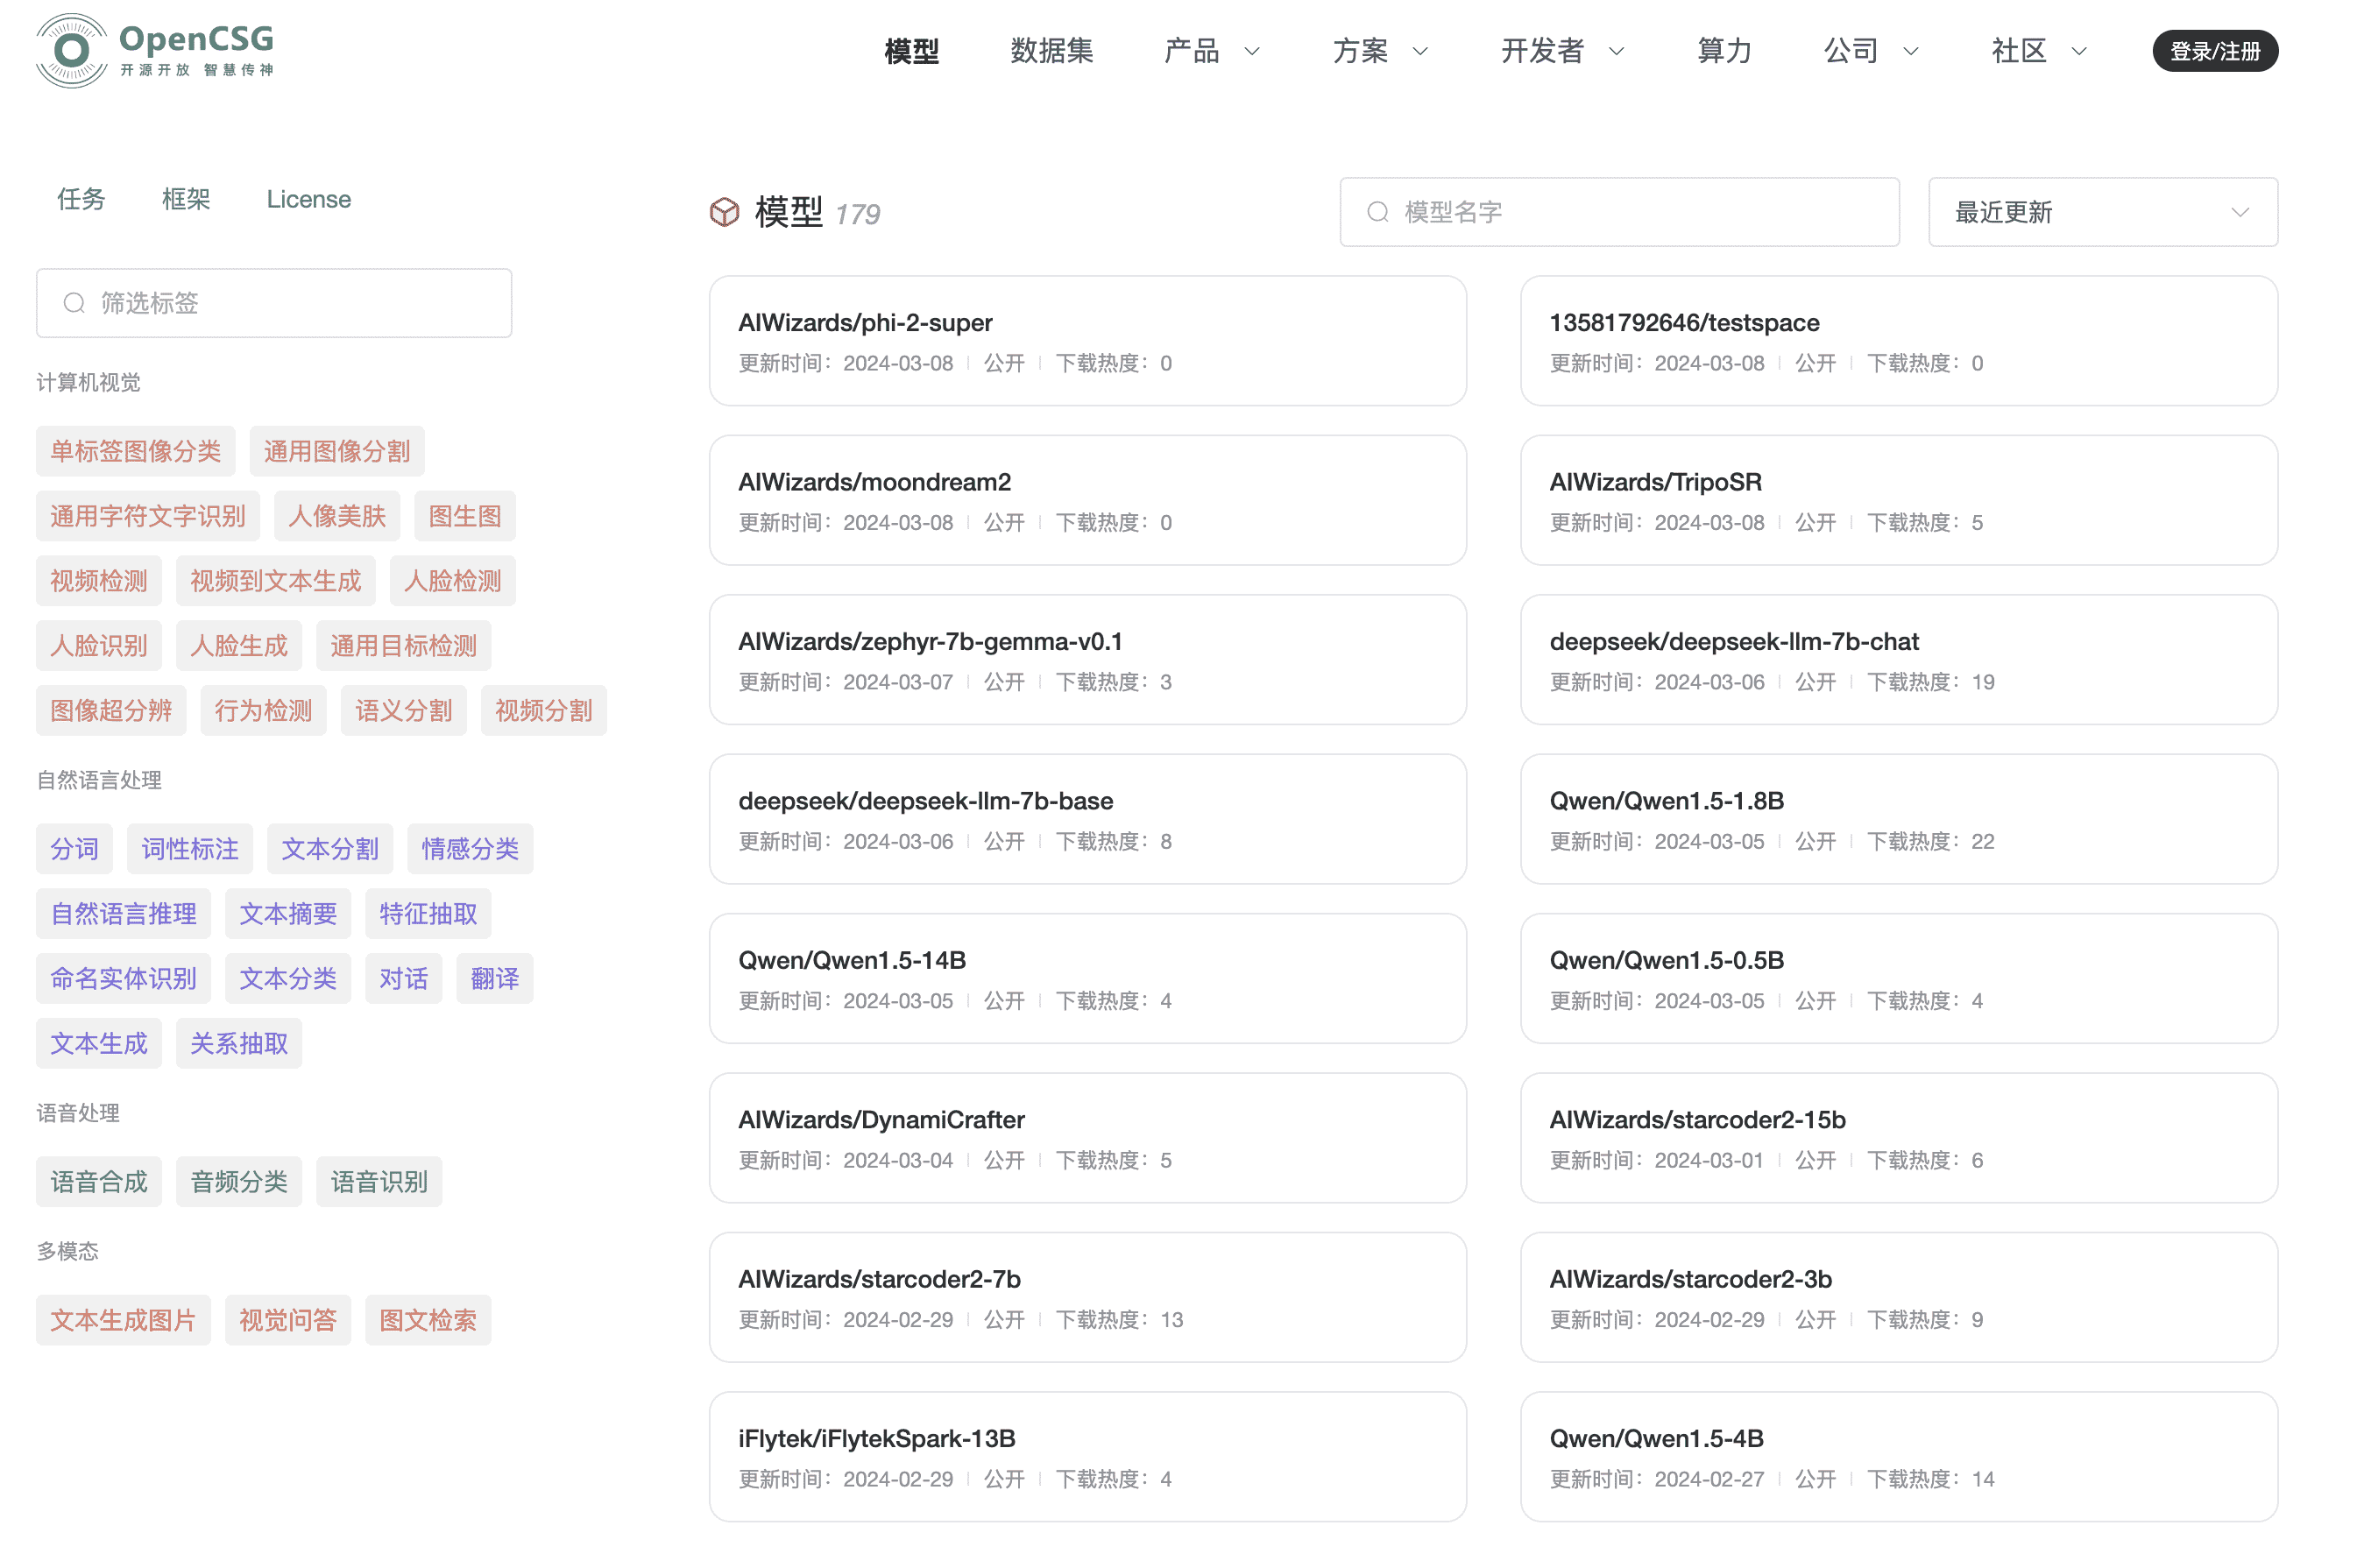 OpenCSG
开源开放 智慧传神
模型 数据集 产品 方案 开发者 算力 公司 社区 登录/注册
任务 框架 License
筛选标签
计算机视觉
单标签图像分类 通用图像分割
通用字符文字识别 人像美肤 图生图
视频检测 视频到文本生成 人脸检测
人脸识别 人脸生成 通用目标检测
图像超分辨 行为检测 语义分割 视频分割
自然语言处理
分词 词性标注 文本分割 情感分类
自然语言推理 文本摘要 特征抽取
命名实体识别 文本分类 对话 翻译
文本生成 关系抽取
语音处理
语音合成 音频分类 语音识别
多模态
文本生成图片 视觉问答 图文检索
模型 179
模型名字
最近更新
AIWizards/phi-2-super
更新时间：2024-03-08 公开 下载热度：0
13581792646/testspace
更新时间：2024-03-08 公开 下载热度：0
AIWizards/moondream2
更新时间：2024-03-08 公开 下载热度：0
AIWizards/TripoSR
更新时间：2024-03-08 公开 下载热度：5
AIWizards/zephyr-7b-gemma-v0.1
更新时间：2024-03-07 公开 下载热度：3
deepseek/deepseek-llm-7b-chat
更新时间：2024-03-06 公开 下载热度：19
deepseek/deepseek-llm-7b-base
更新时间：2024-03-06 公开 下载热度：8
Qwen/Qwen1.5-1.8B
更新时间：2024-03-05 公开 下载热度：22
Qwen/Qwen1.5-14B
更新时间：2024-03-05 公开 下载热度：4
Qwen/Qwen1.5-0.5B
更新时间：2024-03-05 公开 下载热度：4
AIWizards/DynamiCrafter
更新时间：2024-03-04 公开 下载热度：5
AIWizards/starcoder2-15b
更新时间：2024-03-01 公开 下载热度：6
AIWizards/starcoder2-7b
更新时间：2024-02-29 公开 下载热度：13
AIWizards/starcoder2-3b
更新时间：2024-02-29 公开 下载热度：9
iFlytek/iFlytekSpark-13B
更新时间：2024-02-29 公开 下载热度：4
Qwen/Qwen1.5-4B
更新时间：2024-02-27 公开 下载热度：14